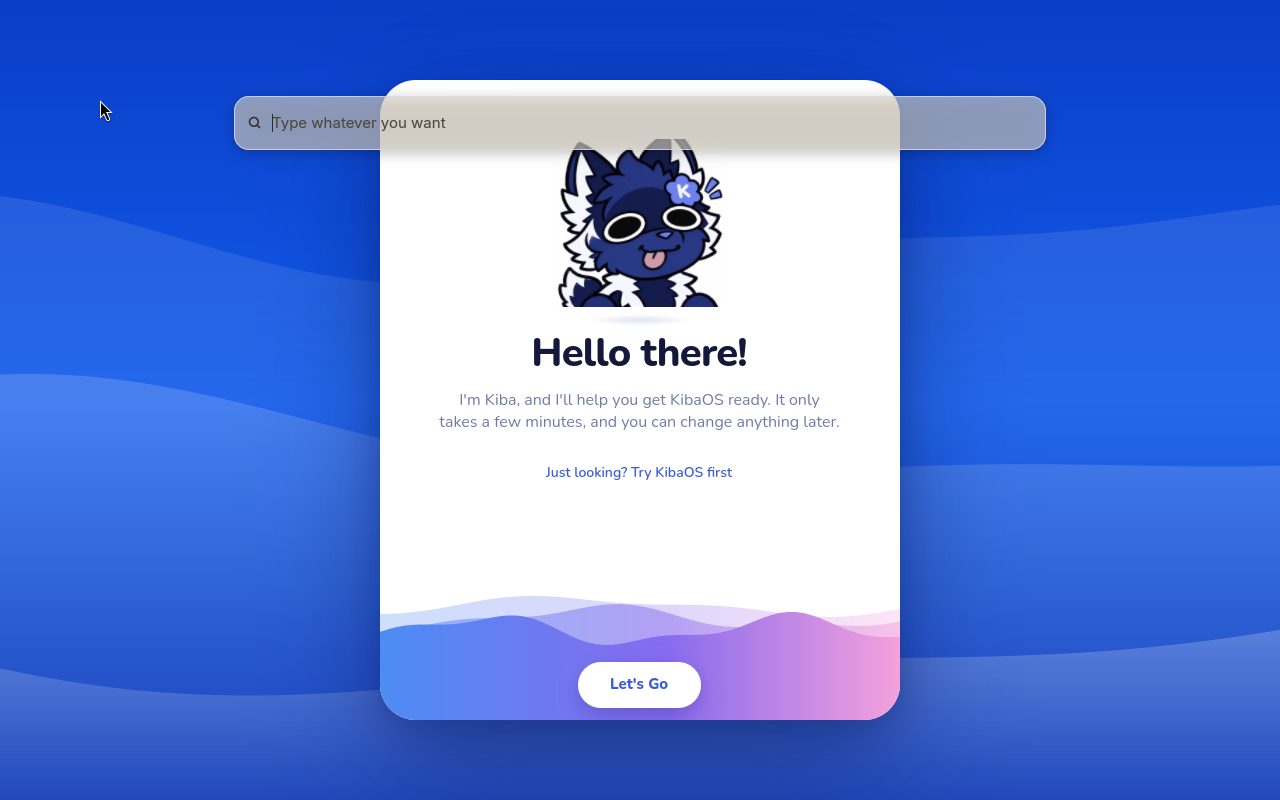 Type whatever you want
K
Hello there!
I'm Kiba, and I'll help you get KibaOS ready. It only
takes a few minutes, and you can change anything later.
Just looking? Try KibaOS first
Let's Go